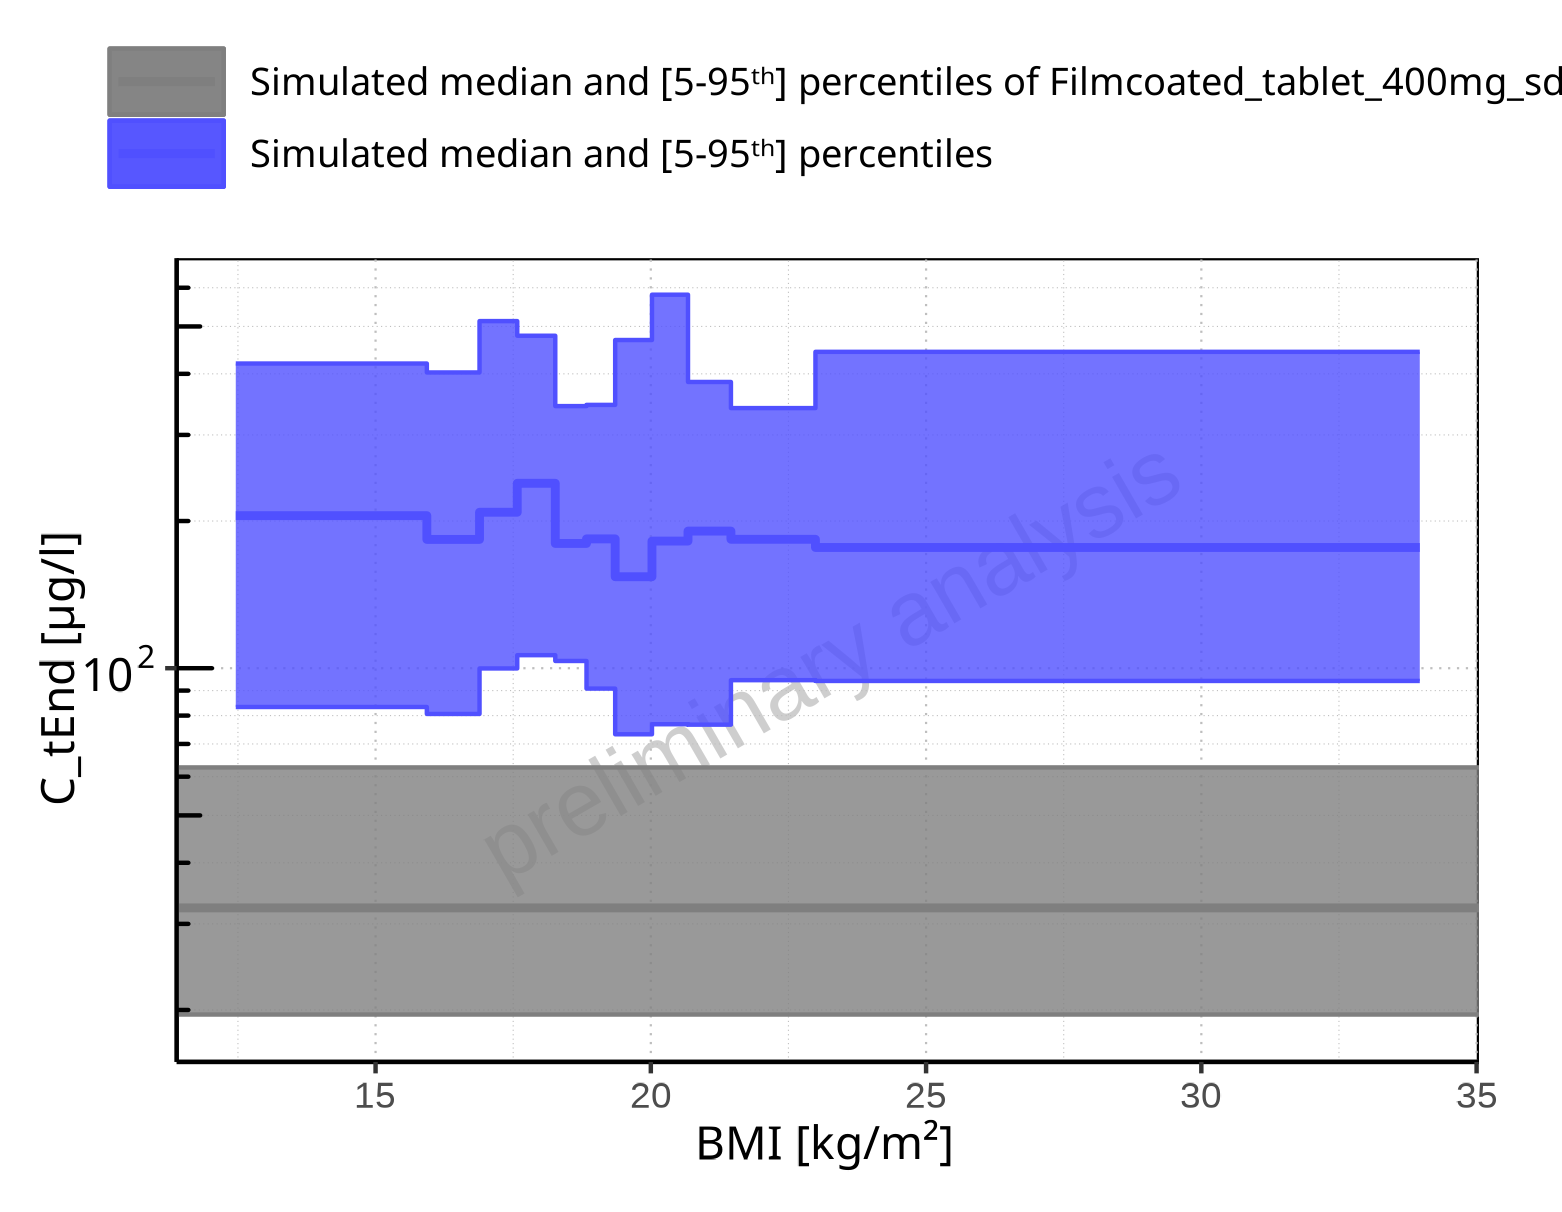 Simulated median and [5-95ᵗʰ] percentiles of Filmcoated_tablet_400mg_sd
Simulated median and [5-95ᵗʰ] percentiles
C_tEnd [µg/l]
10²
preliminary analysis
15 20 25 30 35
BMI [kg/m²]